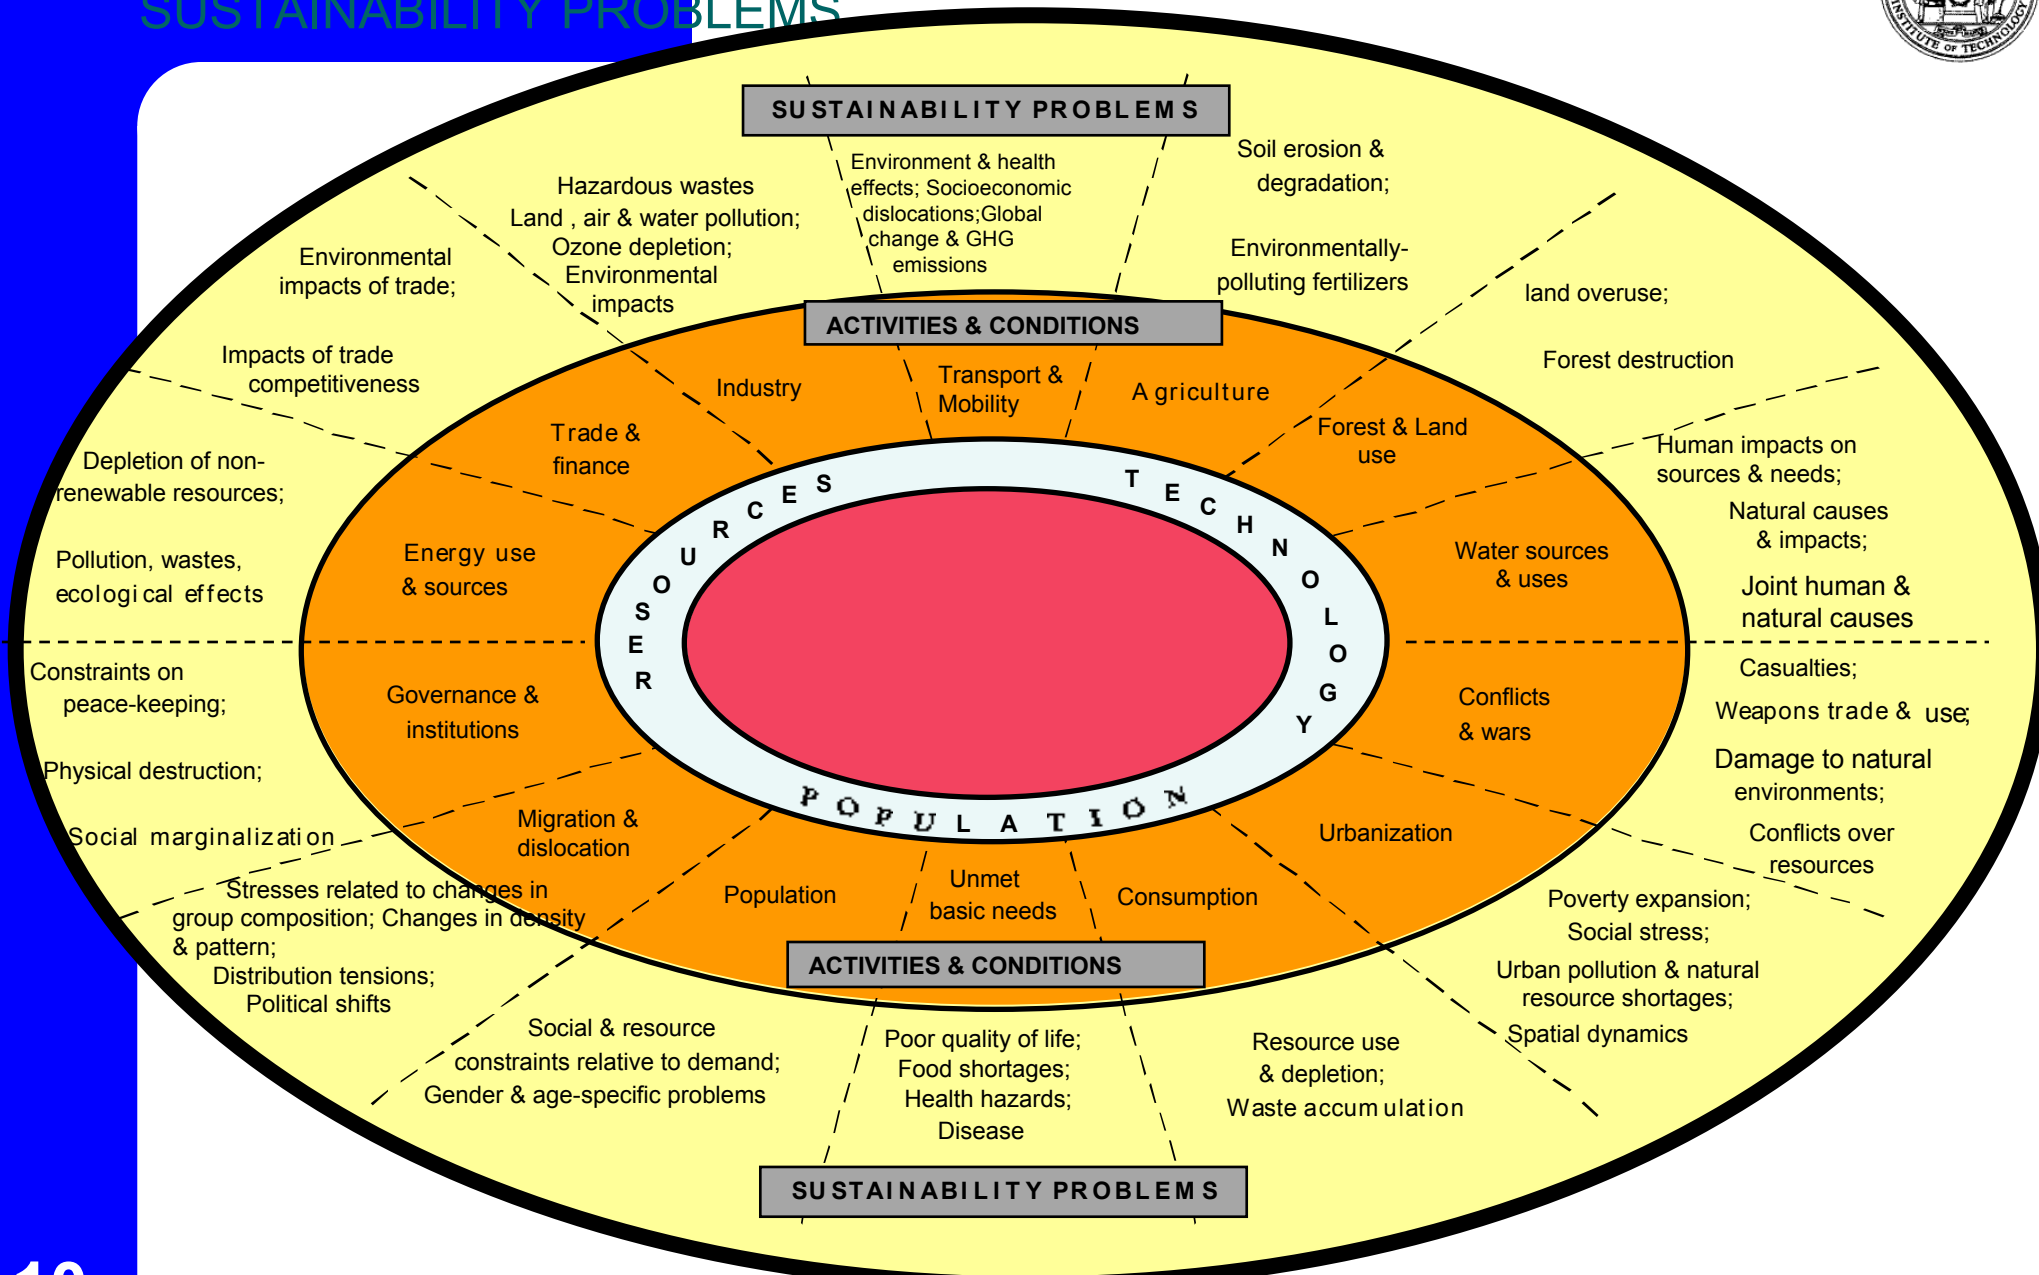 SUSTAINABILITY PROBLEMS
INSTITUTE OF TECHNOLOGY
SUSTAINABILITY PROBLEMS
Environment & health
effects; Socioeconomic
dislocations;Global
change & GHG
emissions
Soil erosion &
degradation;
Environmentally-
polluting fertilizers
Hazardous wastes
Land , air & water pollution;
Ozone depletion;
Environmental
impacts
Environmental
impacts of trade;
Impacts of trade
competitiveness
land overuse;
Forest destruction
ACTIVITIES & CONDITIONS
Industry
Transport &
Mobility
Agriculture
Trade &
finance
Forest & Land
use
Depletion of non-
renewable resources;
Pollution, wastes,
ecological effects
Energy use
& sources
RESOURCES
TECHNOLOGY
Water sources
& uses
Human impacts on
sources & needs;
Natural causes
& impacts;
Joint human &
natural causes
Constraints on
peace-keeping;
Physical destruction;
Social marginalization
Governance &
institutions
Conflicts
& wars
Casualties;
Weapons trade & use;
Damage to natural
environments;
Conflicts over
resources
POPULATION
Migration &
dislocation
Urbanization
Population
Unmet
basic needs
Consumption
ACTIVITIES & CONDITIONS
Stresses related to changes in
group composition; Changes in density
& pattern;
Distribution tensions;
Political shifts
Poverty expansion;
Social stress;
Urban pollution & natural
resource shortages;
Spatial dynamics
Social & resource
constraints relative to demand;
Gender & age-specific problems
Poor quality of life;
Food shortages;
Health hazards;
Disease
Resource use
& depletion;
Waste accumulation
SUSTAINABILITY PROBLEMS